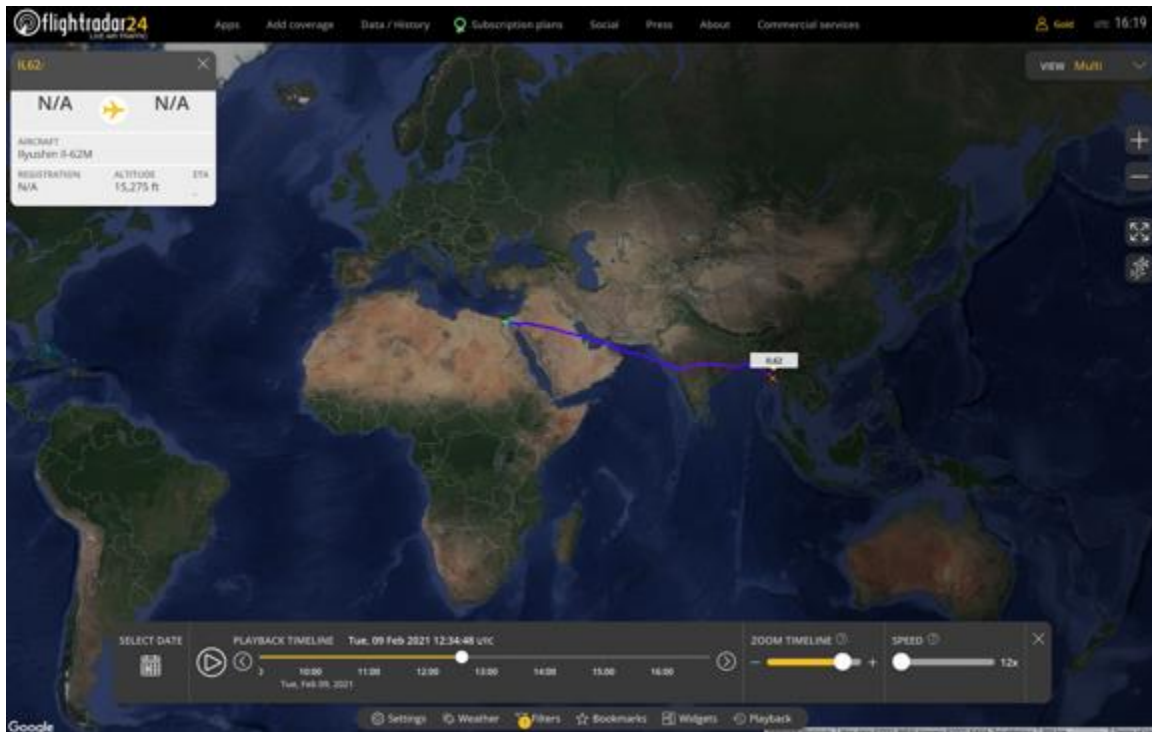 flightradar24
LIVE AIR TRAFFIC
Apps Add coverage Data / History Subscription plans Social Press About Commercial services
Gold UTC 16:19
IL62
N/A N/A
AIRCRAFT
Ilyushin Il-62M
REGISTRATION ALTITUDE ETA
N/A 15,275 ft
VIEW Multi
IL62
SELECT DATE
PLAYBACK TIMELINE Tue, 09 Feb 2021 12:34:48 UTC
10:00 11:00 12:00 13:00 14:00 15:00 16:00
Tue, Feb 09, 2021
ZOOM TIMELINE
SPEED
12x
Settings Weather Filters Bookmarks Widgets Playback
Google